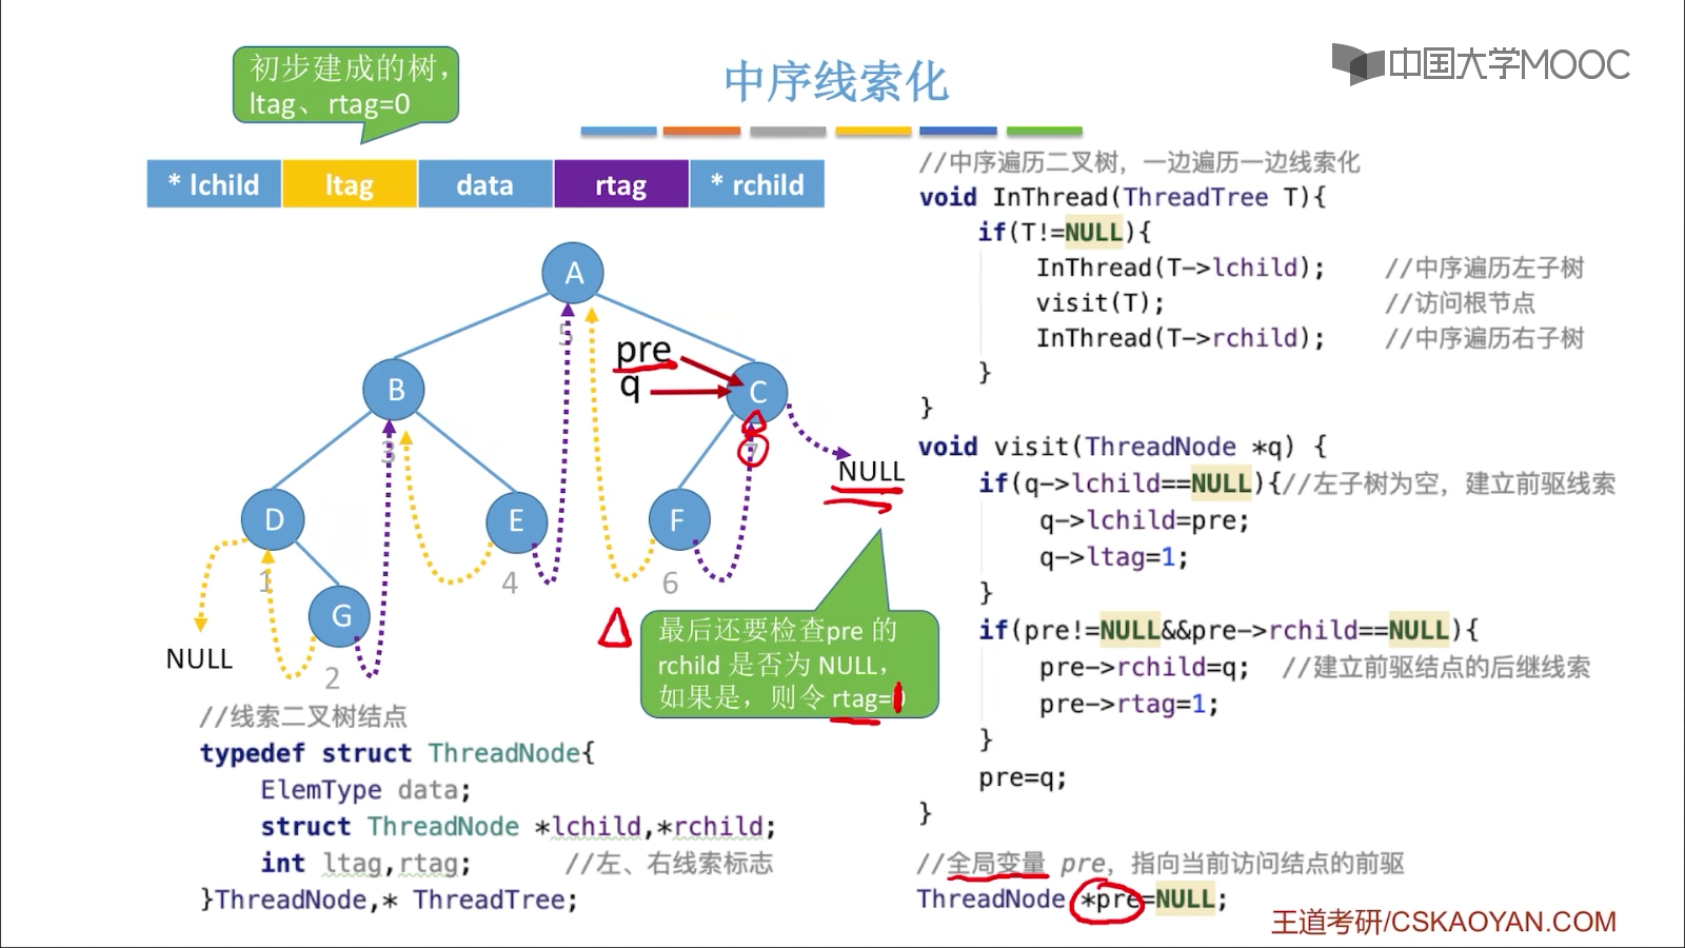 初步建成的树，
ltag、rtag=0
中序线索化
中国大学MOOC
* lchild ltag data rtag * rchild
A
5
pre
q
B
3
C
7
NULL
D
1
E
4
F
6
G
2
NULL
最后还要检查pre 的
rchild 是否为 NULL，
如果是，则令 rtag=
//线索二叉树结点
typedef struct ThreadNode{
ElemType data;
struct ThreadNode *lchild,*rchild;
int ltag,rtag; //左、右线索标志
}ThreadNode,* ThreadTree;
//中序遍历二叉树，一边遍历一边线索化
void InThread(ThreadTree T){
if(T!=NULL){
InThread(T->lchild); //中序遍历左子树
visit(T); //访问根节点
InThread(T->rchild); //中序遍历右子树
}
}
void visit(ThreadNode *q) {
if(q->lchild==NULL){//左子树为空，建立前驱线索
q->lchild=pre;
q->ltag=1;
}
if(pre!=NULL&&pre->rchild==NULL){
pre->rchild=q; //建立前驱结点的后继线索
pre->rtag=1;
}
pre=q;
}
//全局变量 pre，指向当前访问结点的前驱
ThreadNode *pre=NULL;
王道考研/CSKAOYAN.COM